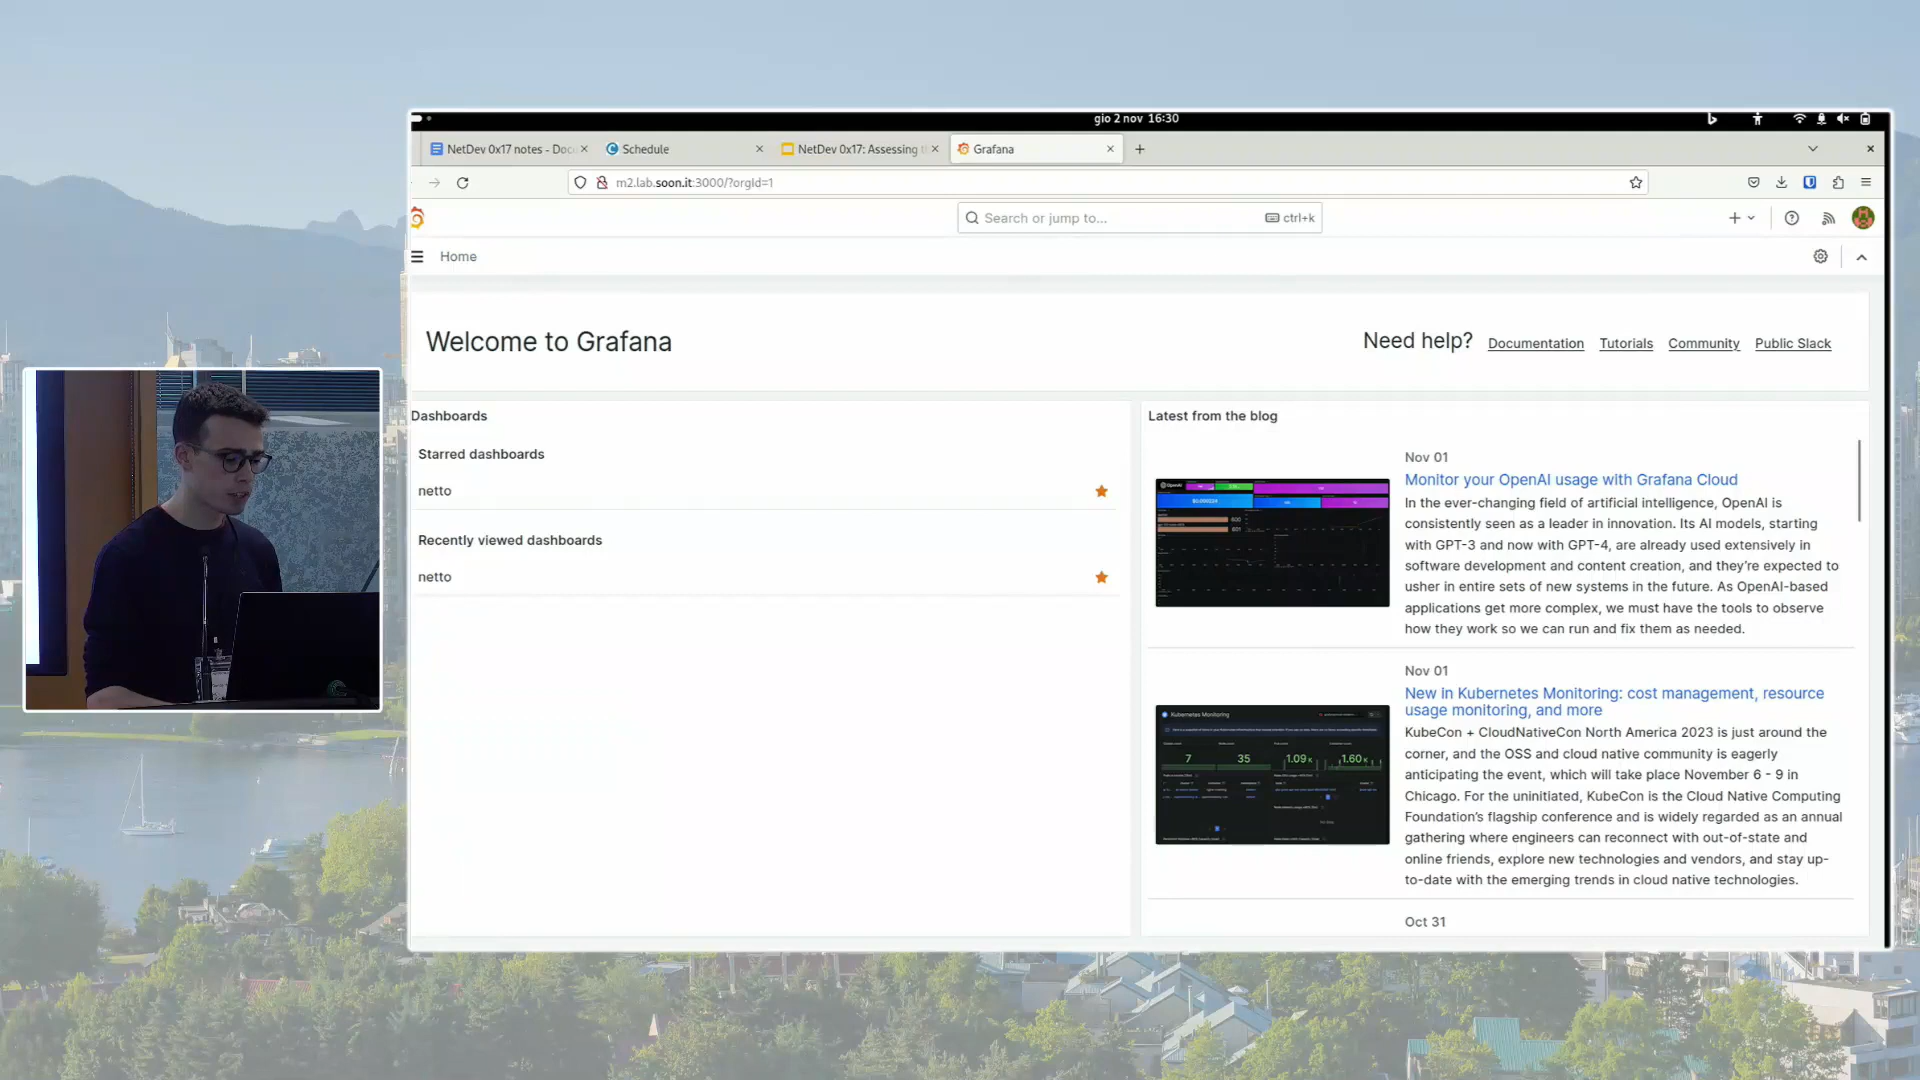 gio 2 nov 16:30
NetDev 0x17 notes - Doc
Schedule
NetDev 0x17: Assessing t
Grafana
m2.lab.soon.it:3000/?orgId=1
Search or jump to...
ctrl+k
Home
Welcome to Grafana
Need help?
Documentation
Tutorials
Community
Public Slack
Dashboards
Starred dashboards
netto
Recently viewed dashboards
netto
Latest from the blog
Nov 01
Monitor your OpenAI usage with Grafana Cloud
In the ever-changing field of artificial intelligence, OpenAI is
consistently seen as a leader in innovation. Its AI models, starting
with GPT-3 and now with GPT-4, are already used extensively in
software development and content creation, and they're expected to
usher in entire sets of new systems in the future. As OpenAI-based
applications get more complex, we must have the tools to observe
how they work so we can run and fix them as needed.
OpenAI
Nov 01
New in Kubernetes Monitoring: cost management, resource
usage monitoring, and more
KubeCon + CloudNativeCon North America 2023 is just around the
corner, and the OSS and cloud native community is eagerly
anticipating the event, which will take place November 6 - 9 in
Chicago. For the uninitiated, KubeCon is the Cloud Native Computing
Foundation's flagship conference and is widely regarded as an annual
gathering where engineers can reconnect with out-of-state and
online friends, explore new technologies and vendors, and stay up-
to-date with the emerging trends in cloud native technologies.
Kubernetes Monitoring
7
35
1.09 K
1.60 K
Oct 31